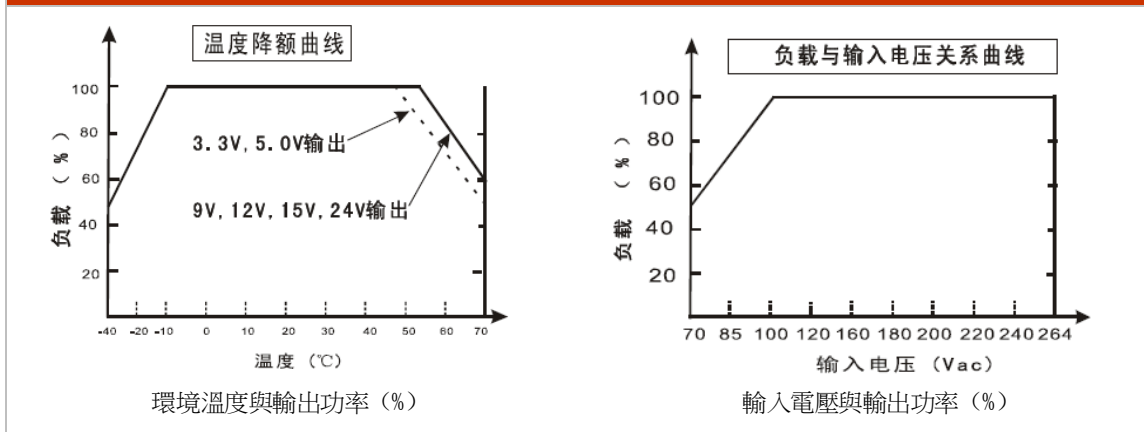 温度降额曲线
负载（%）
100
80
60
40
20
3.3V,5.0V输出
9V,12V,15V,24V输出
-40 -20 -10 0 10 20 30 40 50 60 70
温度（℃）
環境溫度與輸出功率（%）
负载与输入电压关系曲线
负载（%）
100
80
60
40
20
70 85 100 120 160 180 200 220 240 264
输入电压（Vac）
輸入電壓與輸出功率（%）